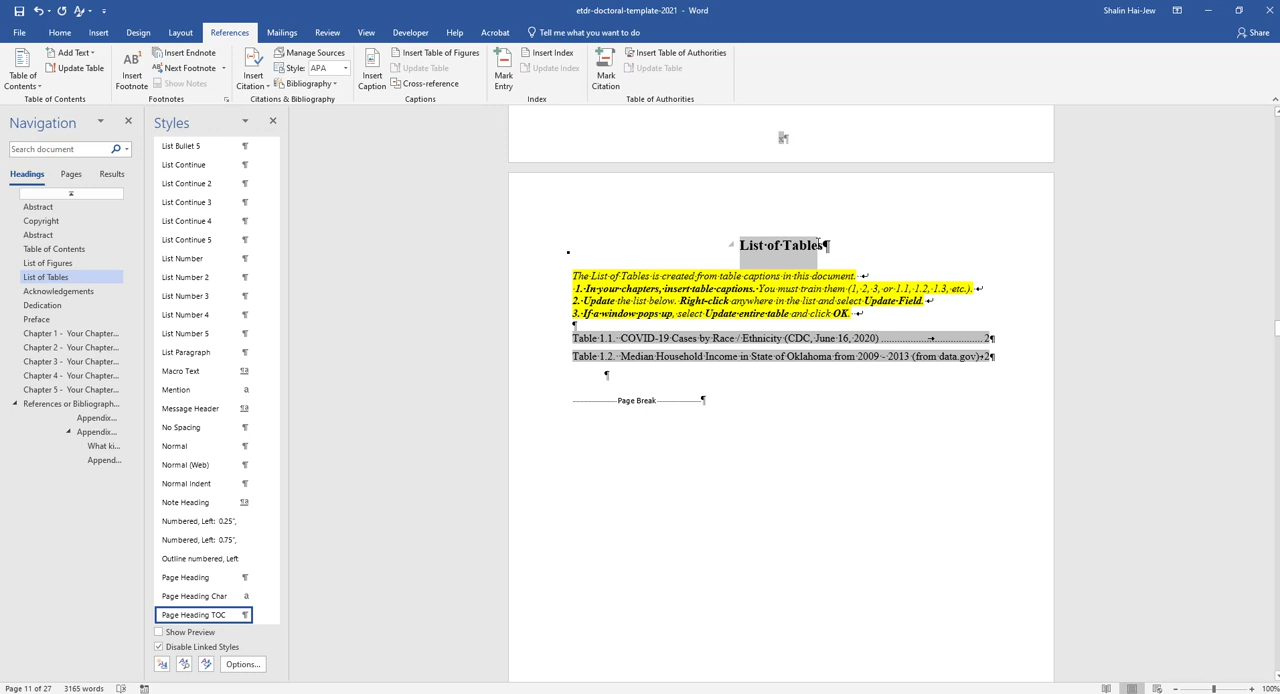 etdr-doctoral-template-2021 - Word
Shalin Hai-Jew
File Home Insert Design Layout References Mailings Review View Developer Help Acrobat Tell me what you want to do Share
Table of Contents
Add Text
Update Table
Table of Contents
AB¹ Insert Footnote
Insert Endnote
Next Footnote
Show Notes
Footnotes
Insert Citation
Manage Sources
Style: APA
Bibliography
Citations & Bibliography
Insert Caption
Insert Table of Figures
Update Table
Cross-reference
Captions
Mark Entry
Insert Index
Update Index
Index
Mark Citation
Insert Table of Authorities
Update Table
Table of Authorities
Navigation
Search document
Headings Pages Results
Abstract
Copyright
Abstract
Table of Contents
List of Figures
List of Tables
Acknowledgements
Dedication
Preface
Chapter 1 - Your Chapter...
Chapter 2 - Your Chapter...
Chapter 3 - Your Chapter...
Chapter 4 - Your Chapter...
Chapter 5 - Your Chapter...
References or Bibliograph...
Appendix...
Appendix...
What ki...
Append...
Styles
List Bullet 5 ¶
List Continue ¶
List Continue 2 ¶
List Continue 3 ¶
List Continue 4 ¶
List Continue 5 ¶
List Number ¶
List Number 2 ¶
List Number 3 ¶
List Number 4 ¶
List Number 5 ¶
List Paragraph ¶
Macro Text ¶a
Mention a
Message Header ¶a
No Spacing ¶
Normal ¶
Normal (Web) ¶
Normal Indent ¶
Note Heading ¶a
Numbered, Left: 0.25",
Numbered, Left: 0.75",
Outline numbered, Left
Page Heading ¶
Page Heading Char a
Page Heading TOC ¶
Show Preview
Disable Linked Styles
Options...
List·of·Tables¶
The·List·of·Tables·is·created·from·table·captions·in·this·document.
1.·In·your·chapters,·insert·table·captions.·You·must·train·them·(1,·2,·3,·or·1.1,·1.2,·1.3,·etc.).
2.·Update·the·list·below.·Right-click·anywhere·in·the·list·and·select·Update·Field.
3.·If·a·window·pops·up,·select·Update·entire·table·and·click·OK.
¶
Table·1.1.··COVID-19·Cases·by·Race·/·Ethnicity·(CDC,·June·16,·2020)·....................→....................2¶
Table·1.2.··Median·Household·Income·in·State·of·Oklahoma·from·2009·-·2013·(from·data.gov)→2¶
¶
Page Break ¶
Page 11 of 27 3165 words 100%